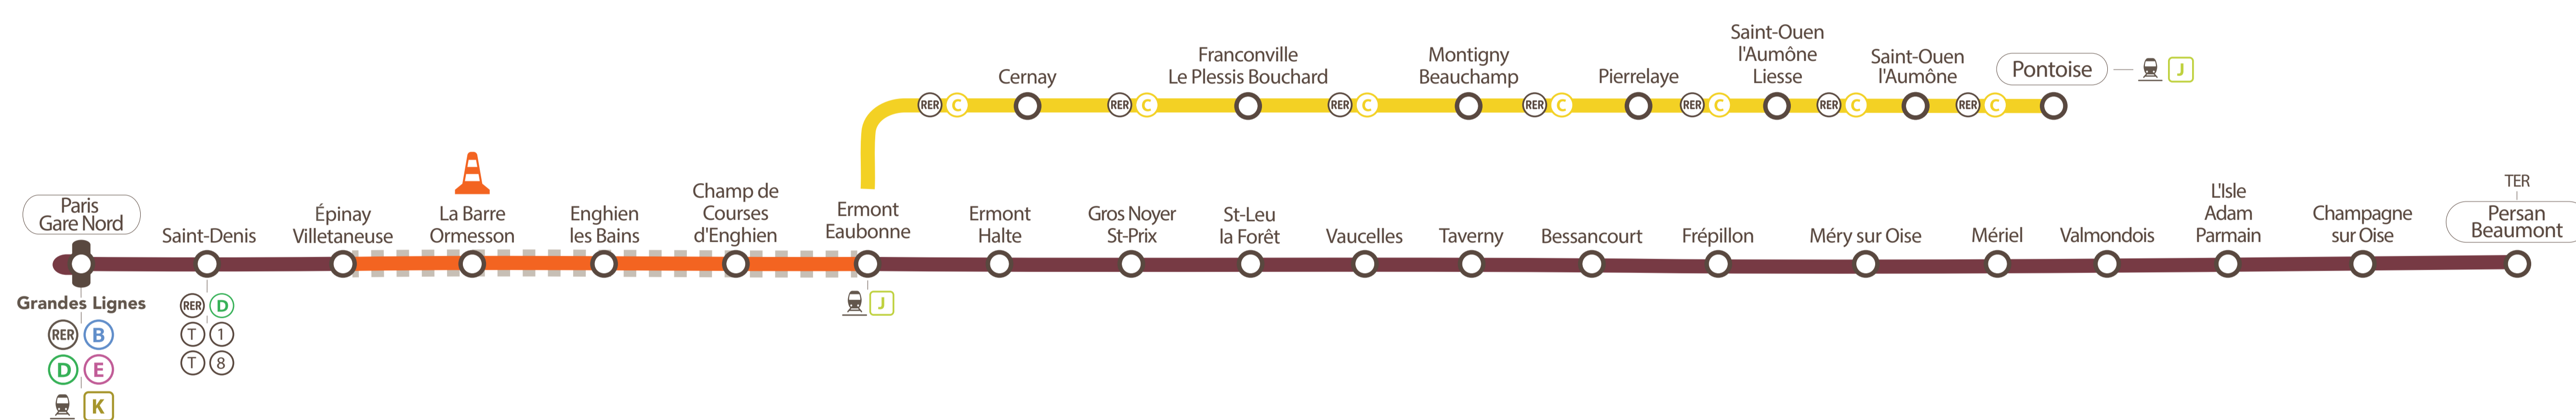 Saint-Ouen
l'Aumône
Liesse
Franconville
Le Plessis Bouchard
Montigny
Beauchamp
Saint-Ouen
l'Aumône
Cernay
Pierrelaye
Pontoise
J
RER C
RER C
RER C
RER C
RER C
RER C
RER C
Paris
Gare Nord
Saint-Denis
Épinay
Villetaneuse
La Barre
Ormesson
Enghien
les Bains
Champ de
Courses
d'Enghien
Ermont
Eaubonne
Ermont
Halte
Gros Noyer
St-Prix
St-Leu
la Forêt
Vaucelles
Taverny
Bessancourt
Frépillon
Méry sur Oise
Mériel
Valmondois
L'Isle
Adam
Parmain
Champagne
sur Oise
TER
Persan
Beaumont
Grandes Lignes
RER B
D E
K
RER D
T 1
T 8
J